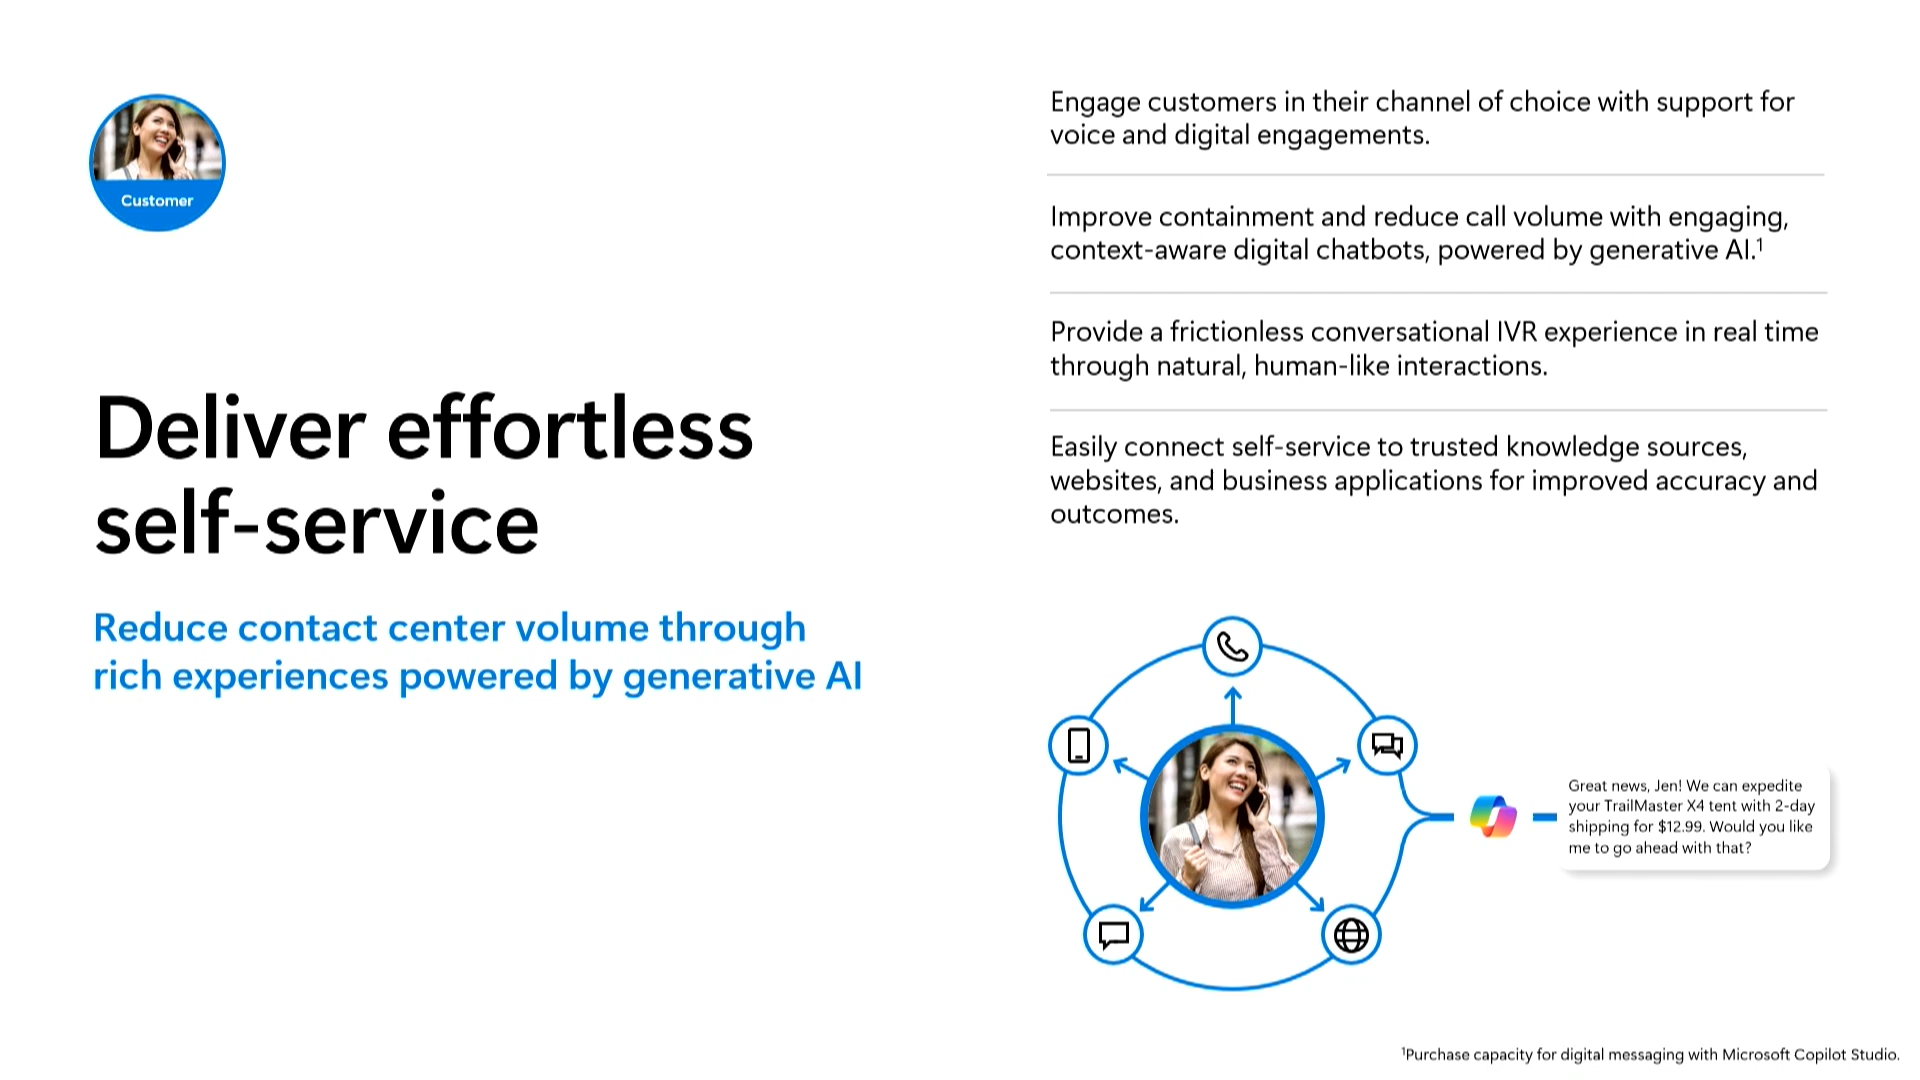 Customer
Deliver effortless
self-service
Reduce contact center volume through
rich experiences powered by generative AI
Engage customers in their channel of choice with support for
voice and digital engagements.
Improve containment and reduce call volume with engaging,
context-aware digital chatbots, powered by generative AI.¹
Provide a frictionless conversational IVR experience in real time
through natural, human-like interactions.
Easily connect self-service to trusted knowledge sources,
websites, and business applications for improved accuracy and
outcomes.
Great news, Jen! We can expedite
your TrailMaster X4 tent with 2-day
shipping for $12.99. Would you like
me to go ahead with that?
¹Purchase capacity for digital messaging with Microsoft Copilot Studio.